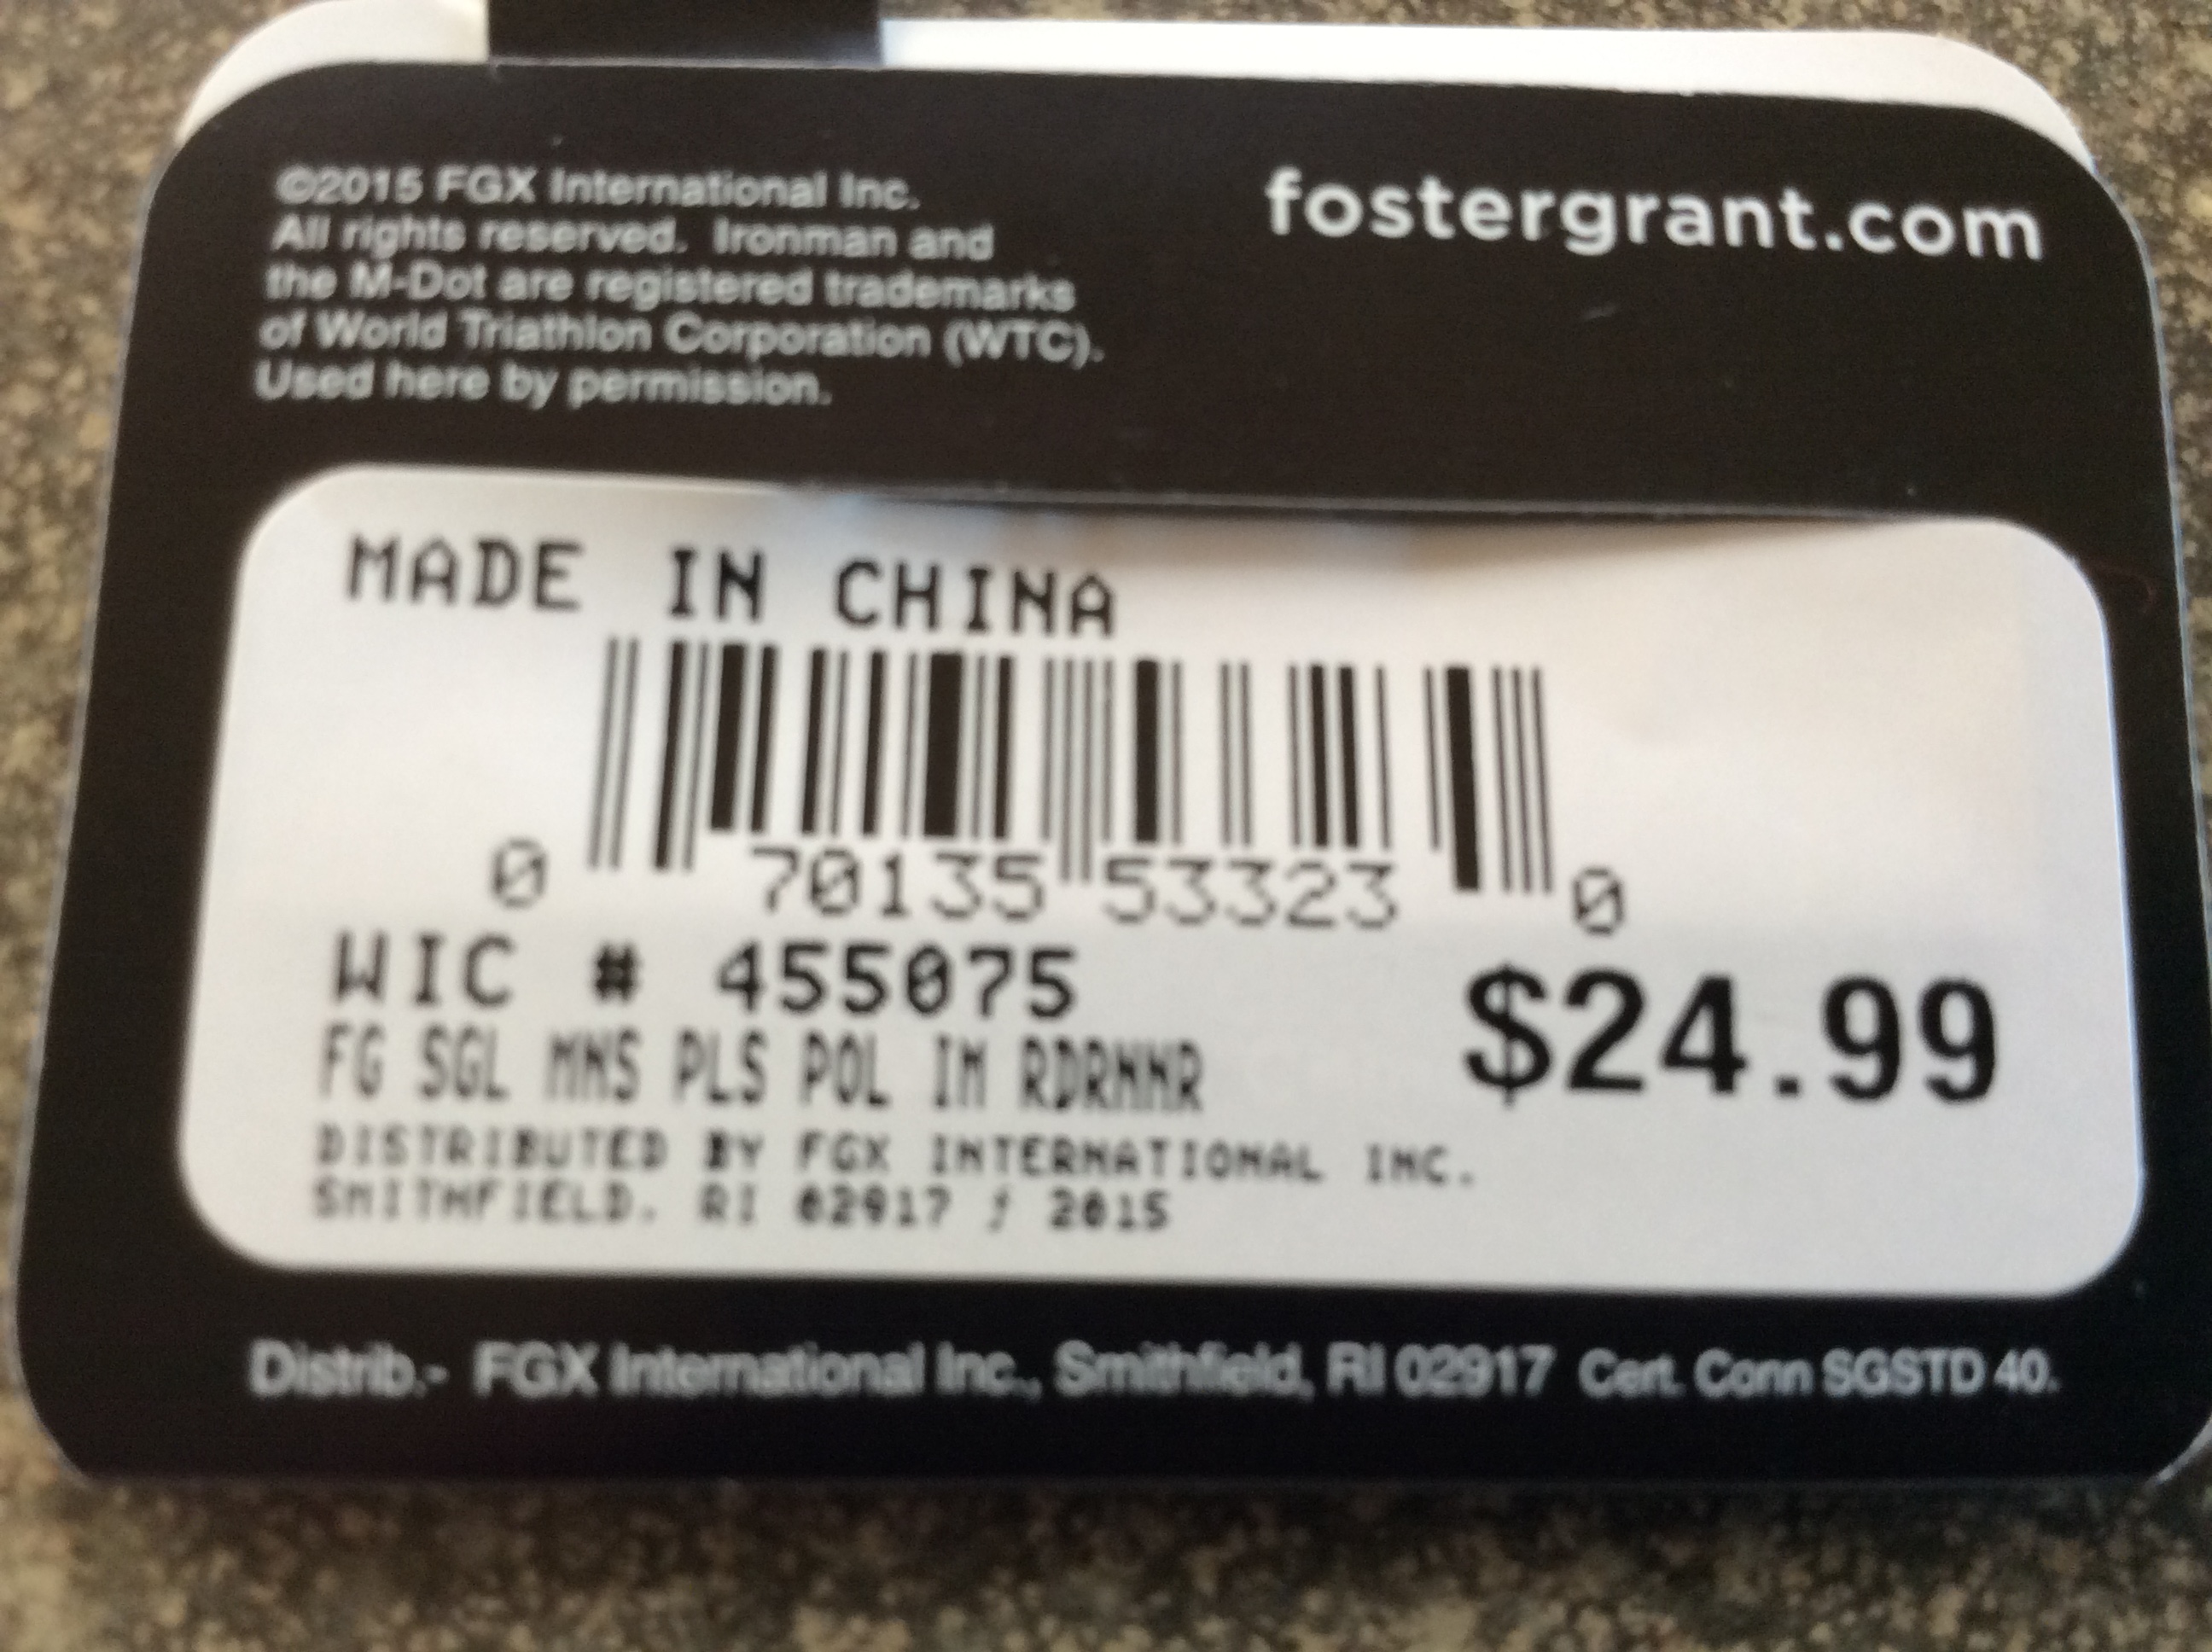 ©2015 FGX International Inc.
All rights reserved. Ironman and
the M-Dot are registered trademarks
of World Triathlon Corporation (WTC).
Used here by permission.
fostergrant.com
MADE IN CHINA
0 70135 53323 0
WIC # 455075
$24.99
FG SGL MNS PLS POL IM
DISTRIBUTED BY FGX INTERNATIONAL INC.
SMITHFIELD, RI 02917 / 2015
Distrib.- FGX International Inc., Smithfield, RI 02917 Cert. Conn SGSTD 40.